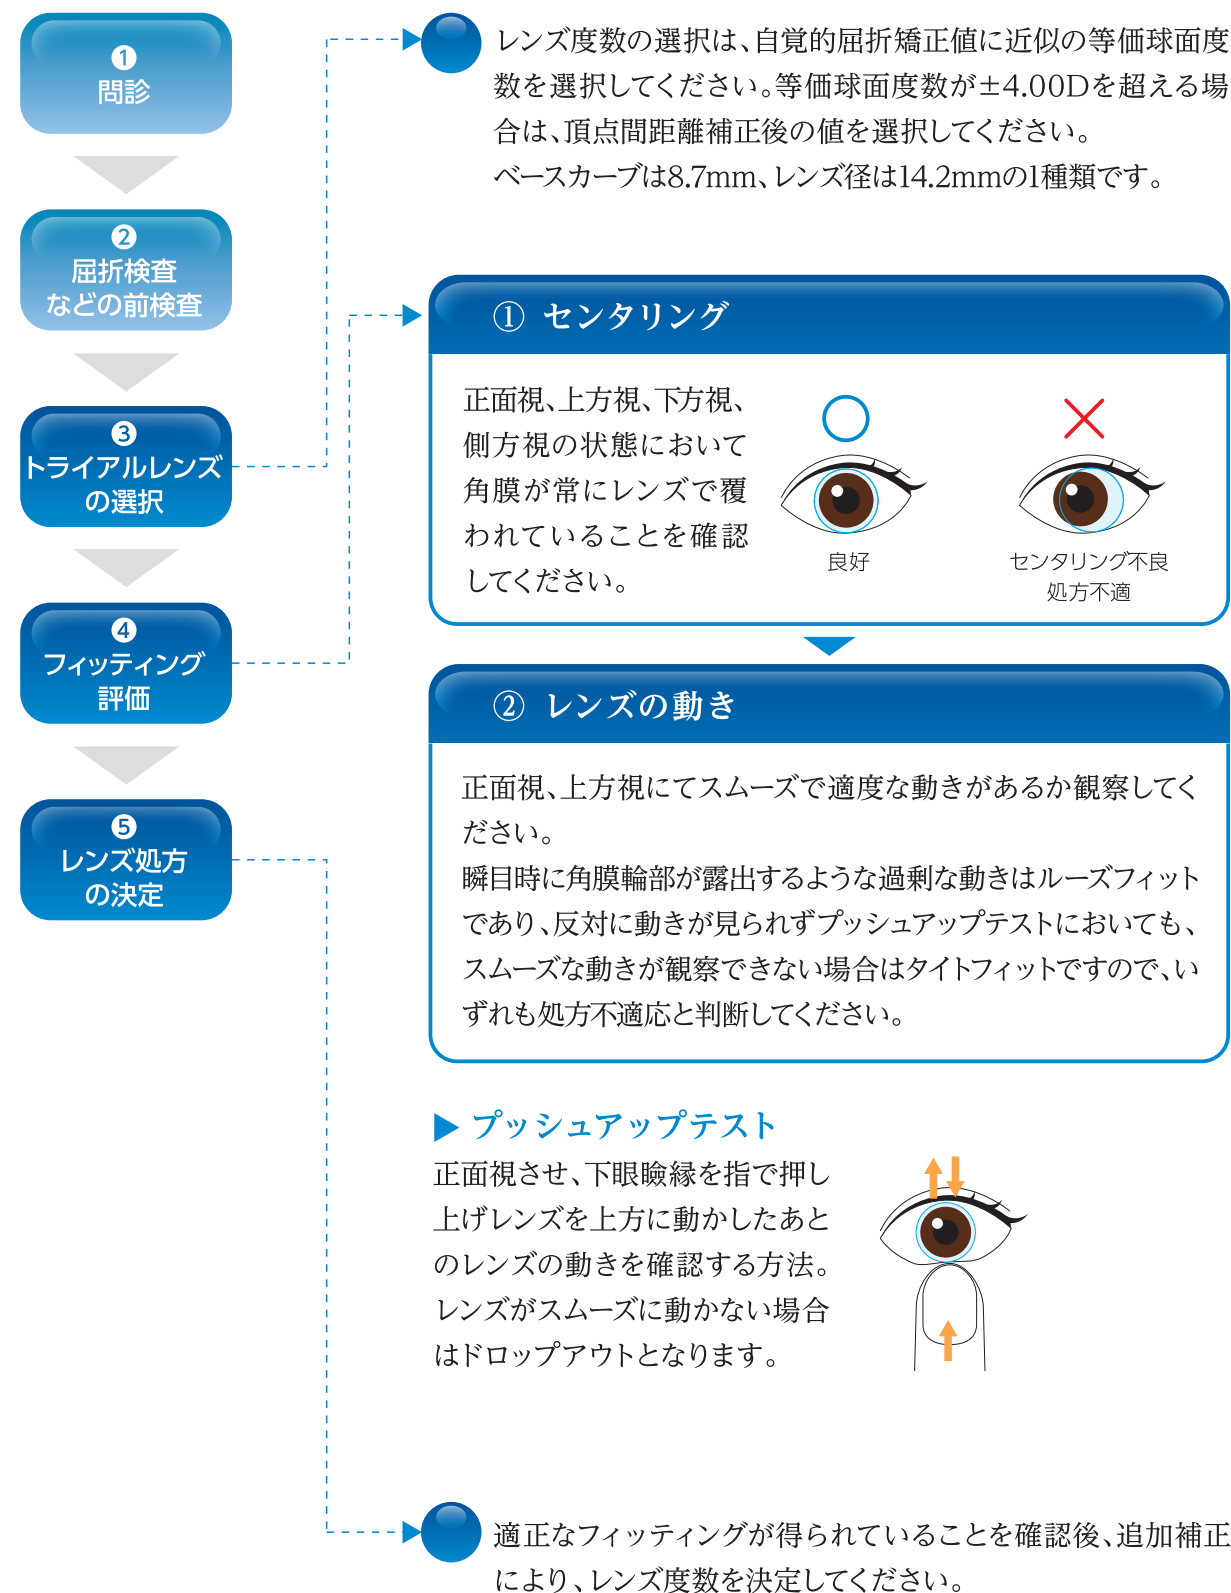 ❶
問診
❷
屈折検査
などの前検査
❸
トライアルレンズ
の選択
❹
フィッティング
評価
❺
レンズ処方
の決定
レンズ度数の選択は、自覚的屈折矯正値に近似の等価球面度
数を選択してください。等価球面度数が±4.00Dを超える場
合は、頂点間距離補正後の値を選択してください。
ベースカーブは8.7mm、レンズ径は14.2mmの1種類です。
① センタリング
正面視、上方視、下方視、
側方視の状態において
角膜が常にレンズで覆
われていることを確認
してください。
良好
センタリング不良
処方不適
② レンズの動き
正面視、上方視にてスムーズで適度な動きがあるか観察してく
ださい。
瞬目時に角膜輪部が露出するような過剰な動きはルーズフィット
であり、反対に動きが見られずプッシュアップテストにおいても、
スムーズな動きが観察できない場合はタイトフィットですので、い
ずれも処方不適応と判断してください。
▶ プッシュアップテスト
正面視させ、下眼瞼縁を指で押し
上げレンズを上方に動かしたあと
のレンズの動きを確認する方法。
レンズがスムーズに動かない場合
はドロップアウトとなります。
適正なフィッティングが得られていることを確認後、追加補正
により、レンズ度数を決定してください。